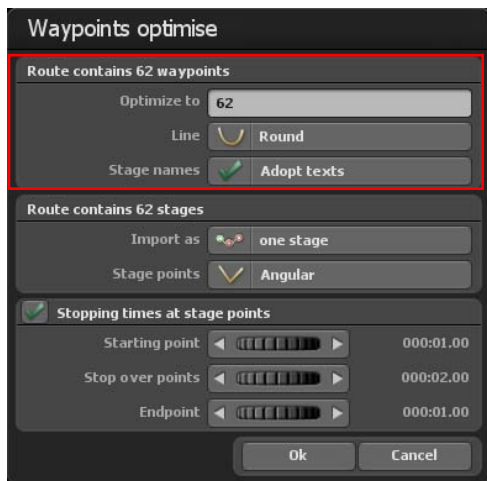 Waypoints optimise
Route contains 62 waypoints
Optimize to 62
Line Round
Stage names Adopt texts
Route contains 62 stages
Import as one stage
Stage points Angular
Stopping times at stage points
Starting point 000:01.00
Stop over points 000:02.00
Endpoint 000:01.00
Ok Cancel